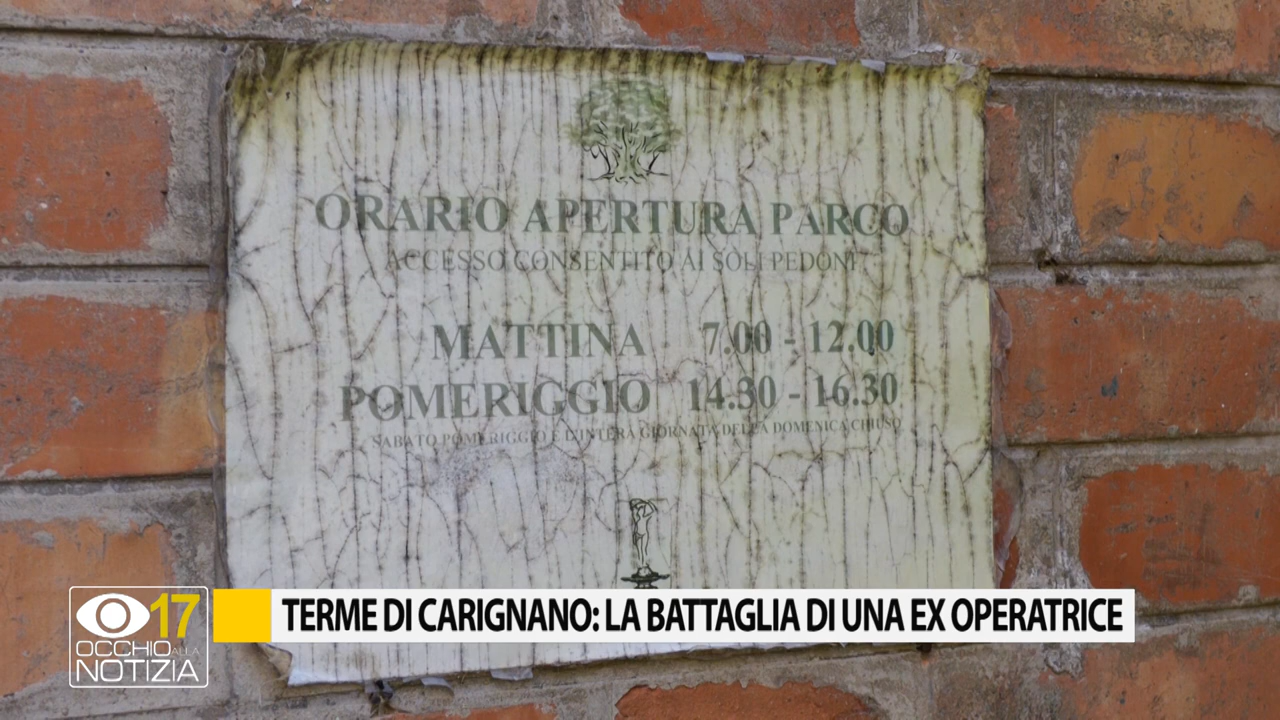 ORARIO APERTURA PARCO
ACCESSO CONSENTITO AI SOLI PEDONI
MATTINA 7.00 - 12.00
POMERIGGIO 14.30 - 16.30
SABATO POMERIGGIO E L'INTERA GIORNATA DELLA DOMENICA CHIUSO
17
OCCHIO ALLA
NOTIZIA
TERME DI CARIGNANO: LA BATTAGLIA DI UNA EX OPERATRICE